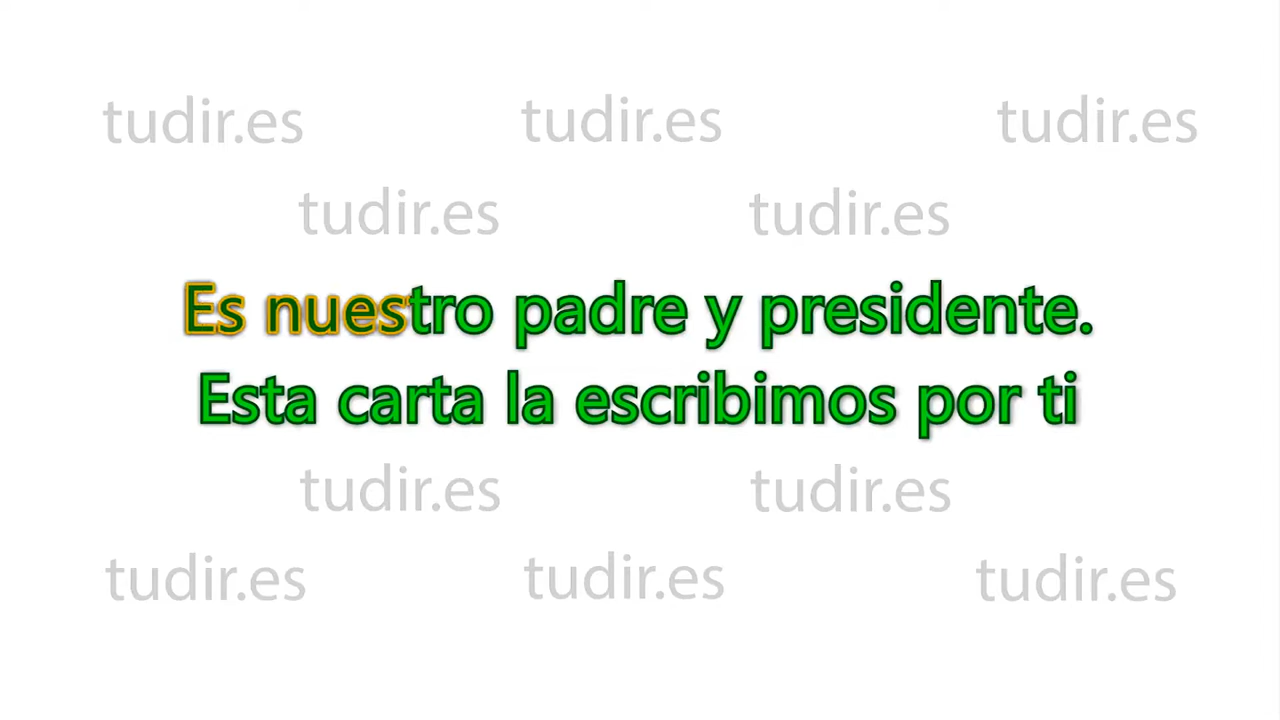 tudir.es tudir.es tudir.es
tudir.es tudir.es
Es nuestro padre y presidente.
Esta carta la escribimos por ti
tudir.es tudir.es
tudir.es tudir.es tudir.es